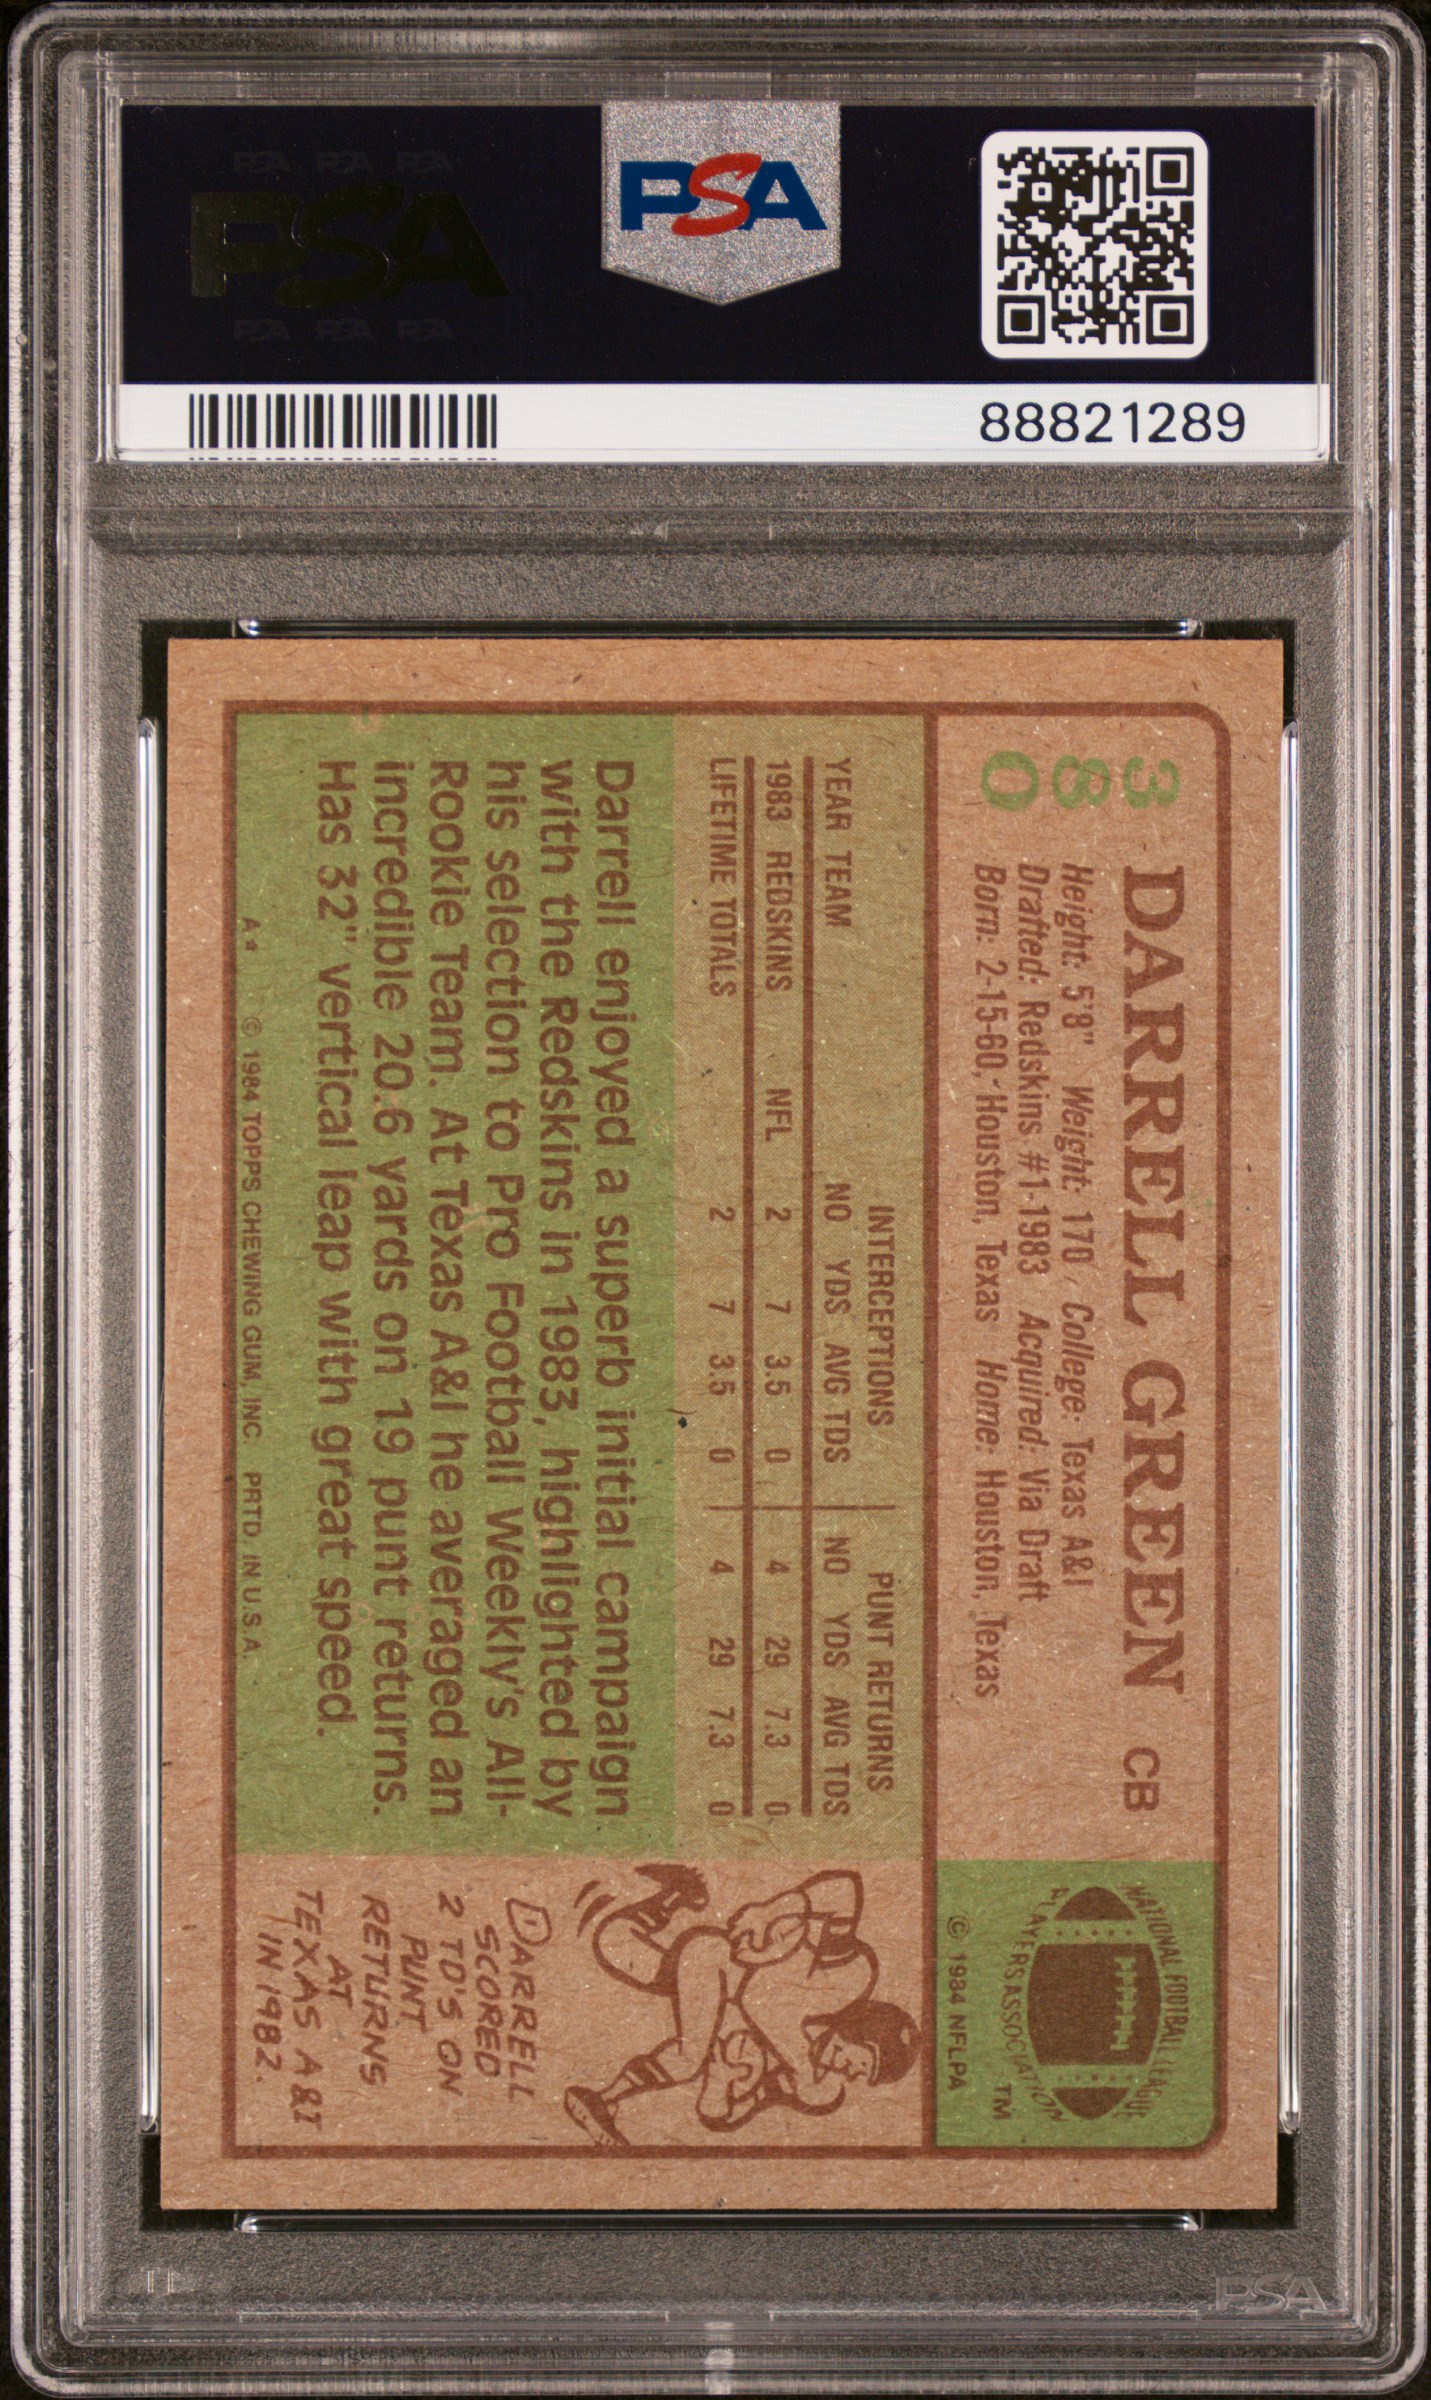 PSA PSA PSA
PSA
PSA PSA PSA
PSA
88821289
380
DARRELL GREEN CB
Height: 5'8" Weight: 170 College: Texas A&I
Drafted: Redskins #1-1983 Acquired: Via Draft
Born: 2-15-60, Houston, Texas Home: Houston, Texas
NATIONAL FOOTBALL LEAGUE
PLAYERS ASSOCIATION TM
© 1984 NFLPA
INTERCEPTIONS PUNT RETURNS
YEAR TEAM NO YDS AVG TDS NO YDS AVG TDS
1983 REDSKINS NFL 2 7 3.5 0 4 29 7.3 0
LIFETIME TOTALS 2 7 3.5 0 4 29 7.3 0
Darrell enjoyed a superb initial campaign
with the Redskins in 1983, highlighted by
his selection to Pro Football Weekly's All-
Rookie Team. At Texas A&I he averaged an
incredible 20.6 yards on 19 punt returns.
Has 32" vertical leap with great speed.
A* © 1984 TOPPS CHEWING GUM, INC. PRTD. IN U.S.A.
DARRELL
SCORED
2 TD'S ON
PUNT
RETURNS
AT
TEXAS A&I
IN 1982.
PSA